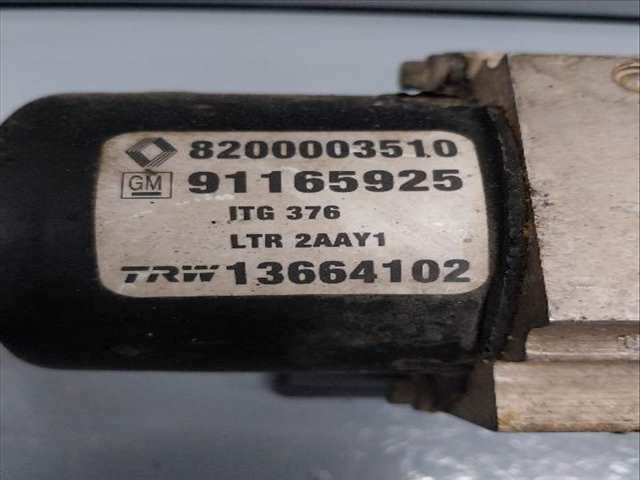 8200003510
GM 91165925
ITG 376
LTR 2AAY1
TRW 13664102